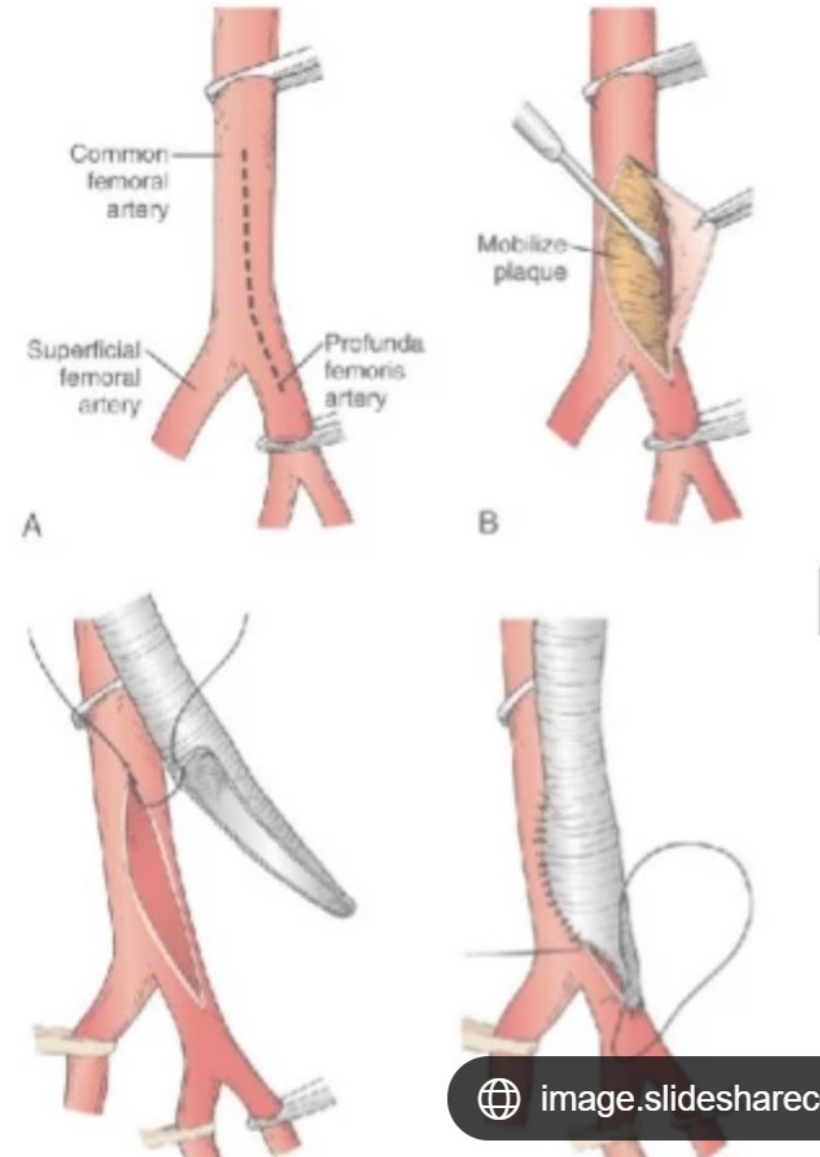 Common
femoral
artery
Superficial
femoral
artery
Profunda
femoris
artery
A
Mobilize
plaque
B
image.slidesharec